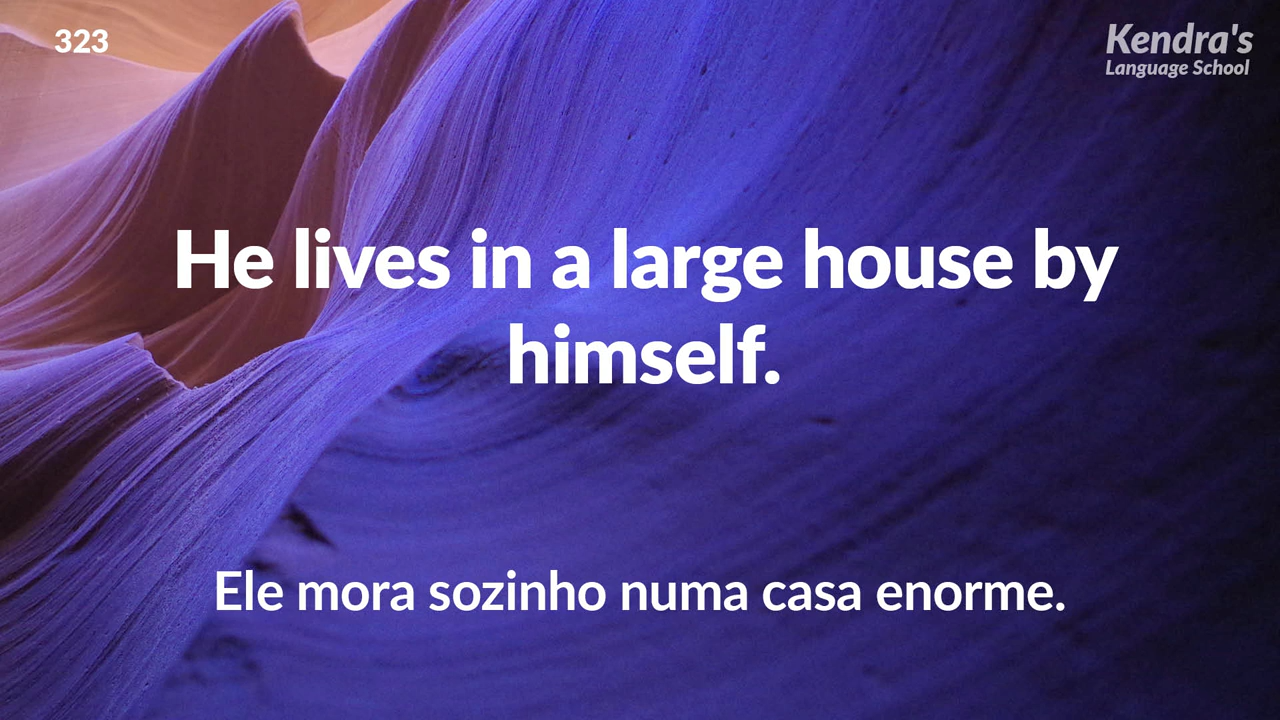 323
Kendra's
Language School
He lives in a large house by
himself.
Ele mora sozinho numa casa enorme.